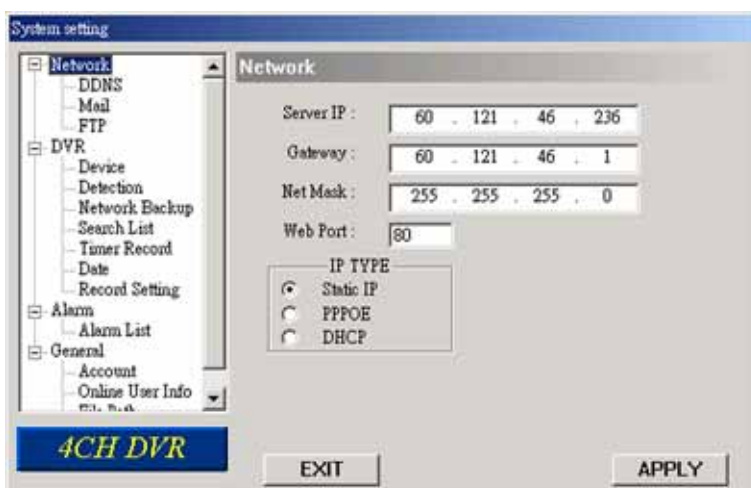 System setting
Network
DDNS
Mail
FTP
DVR
Device
Detection
Network Backup
Search List
Timer Record
Date
Record Setting
Alarm
Alarm List
General
Account
Online User Info
File Path
4CH DVR
Network
Server IP : 60 . 121 . 46 . 236
Gateway : 60 . 121 . 46 . 1
Net Mask : 255 . 255 . 255 . 0
Web Port : 80
IP TYPE
Static IP
PPPOE
DHCP
EXIT
APPLY